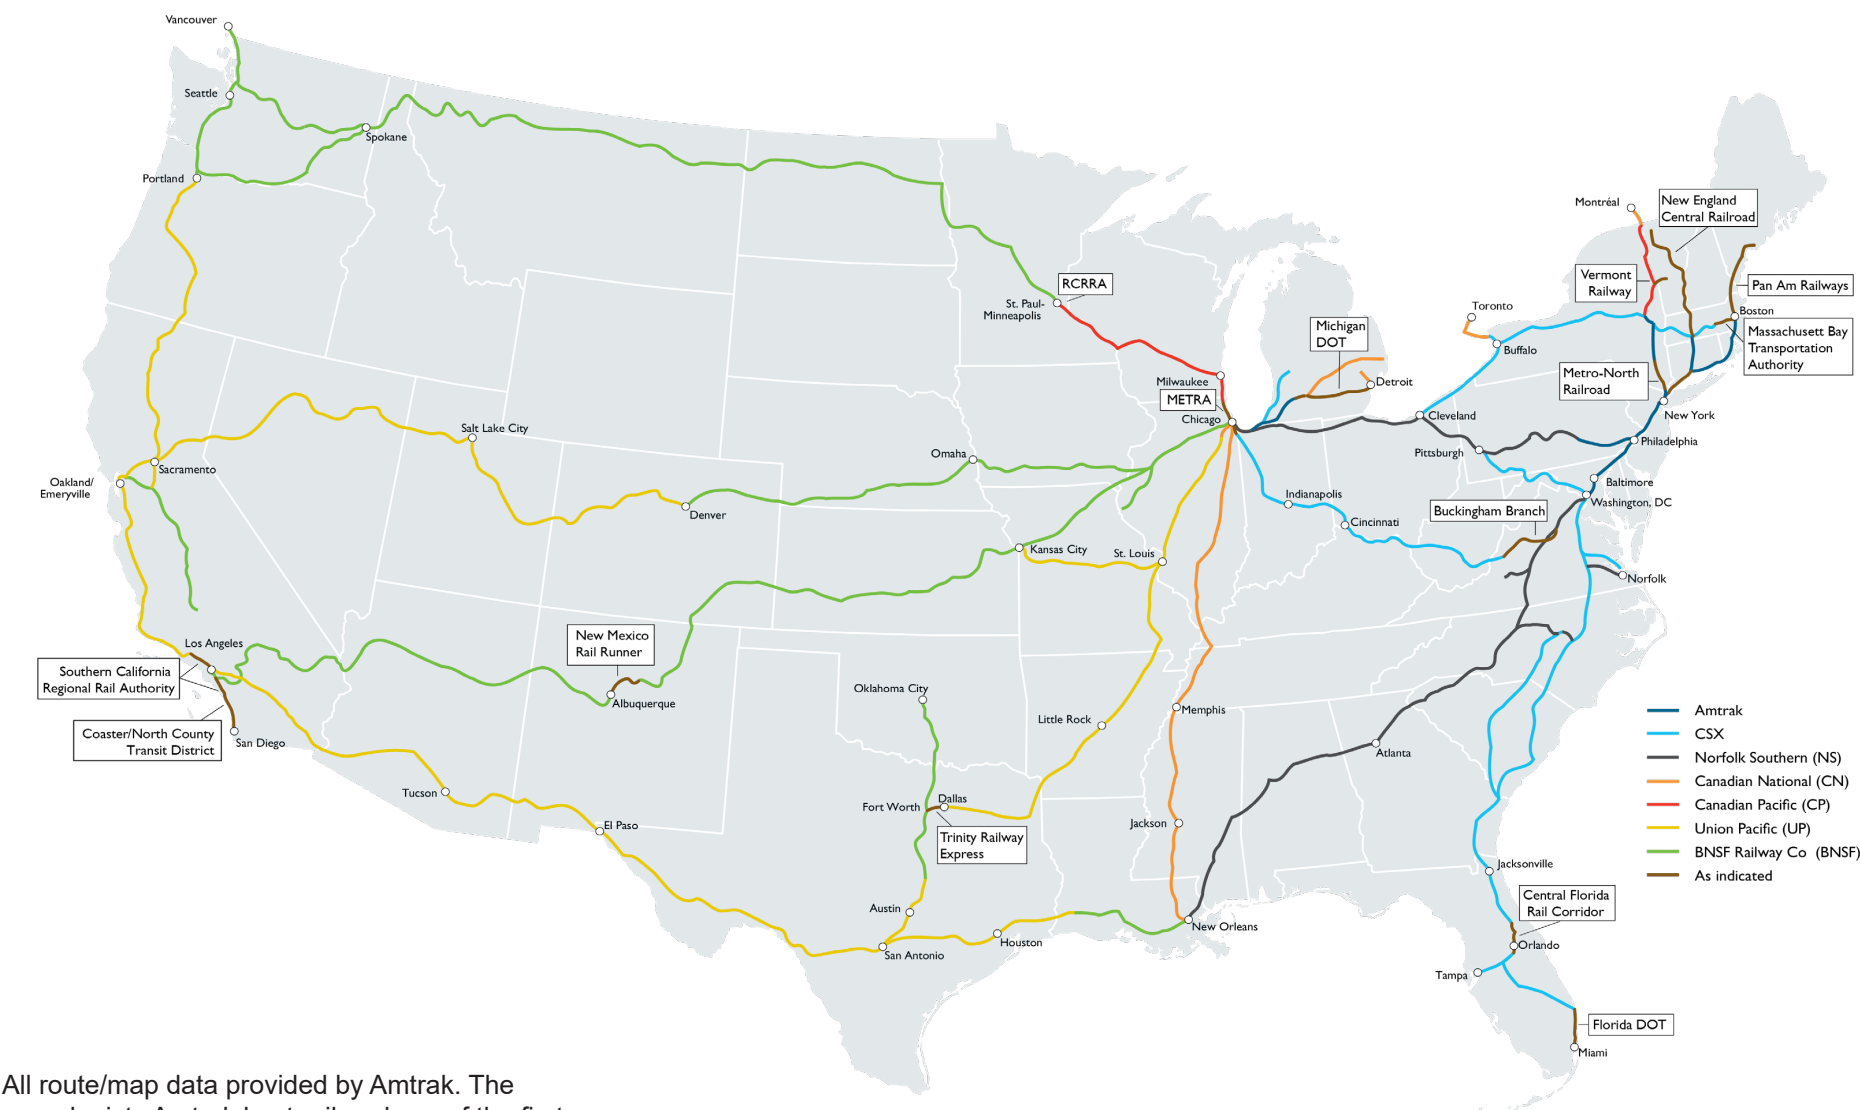 Vancouver
Seattle
Spokane
Portland
Montréal
New England
Central Railroad
Vermont
Railway
Pan Am Railways
RCRRA
St. Paul-
Minneapolis
Toronto
Boston
Michigan
DOT
Massachusett Bay
Transportation
Authority
Buffalo
Metro-North
Railroad
Milwaukee
Detroit
METRA
Chicago
Cleveland
New York
Salt Lake City
Philadelphia
Omaha
Pittsburgh
Sacramento
Oakland/
Emeryville
Baltimore
Indianapolis
Washington, DC
Denver
Buckingham Branch
Cincinnati
Kansas City
St. Louis
Norfolk
Los Angeles
New Mexico
Rail Runner
Southern California
Regional Rail Authority
Oklahoma City
Albuquerque
Memphis
Little Rock
Amtrak
CSX
Norfolk Southern (NS)
Canadian National (CN)
Canadian Pacific (CP)
Union Pacific (UP)
BNSF Railway Co (BNSF)
As indicated
Coaster/North County
Transit District
San Diego
Atlanta
Tucson
Dallas
Fort Worth
El Paso
Jackson
Trinity Railway
Express
Jacksonville
Central Florida
Rail Corridor
Austin
New Orleans
Houston
Orlando
San Antonio
Tampa
Florida DOT
Miami
All route/map data provided by Amtrak. The